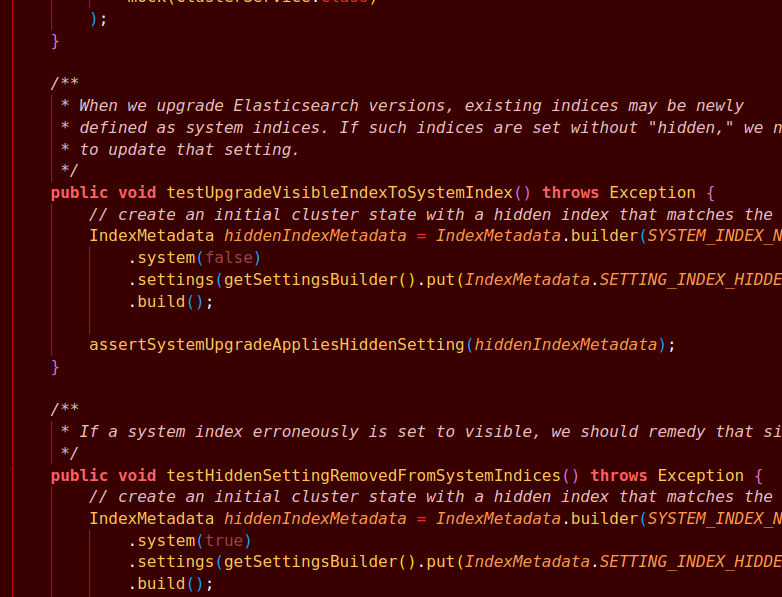 mock(ClusterService.class)
);
}
/**
* When we upgrade Elasticsearch versions, existing indices may be newly
* defined as system indices. If such indices are set without "hidden," we n
* to update that setting.
*/
public void testUpgradeVisibleIndexToSystemIndex() throws Exception {
// create an initial cluster state with a hidden index that matches the
IndexMetadata hiddenIndexMetadata = IndexMetadata.builder(SYSTEM_INDEX_N
.system(false)
.settings(getSettingsBuilder().put(IndexMetadata.SETTING_INDEX_HIDDE
.build();
assertSystemUpgradeAppliesHiddenSetting(hiddenIndexMetadata);
}
/**
* If a system index erroneously is set to visible, we should remedy that si
*/
public void testHiddenSettingRemovedFromSystemIndices() throws Exception {
// create an initial cluster state with a hidden index that matches the
IndexMetadata hiddenIndexMetadata = IndexMetadata.builder(SYSTEM_INDEX_N
.system(true)
.settings(getSettingsBuilder().put(IndexMetadata.SETTING_INDEX_HIDDE
.build();